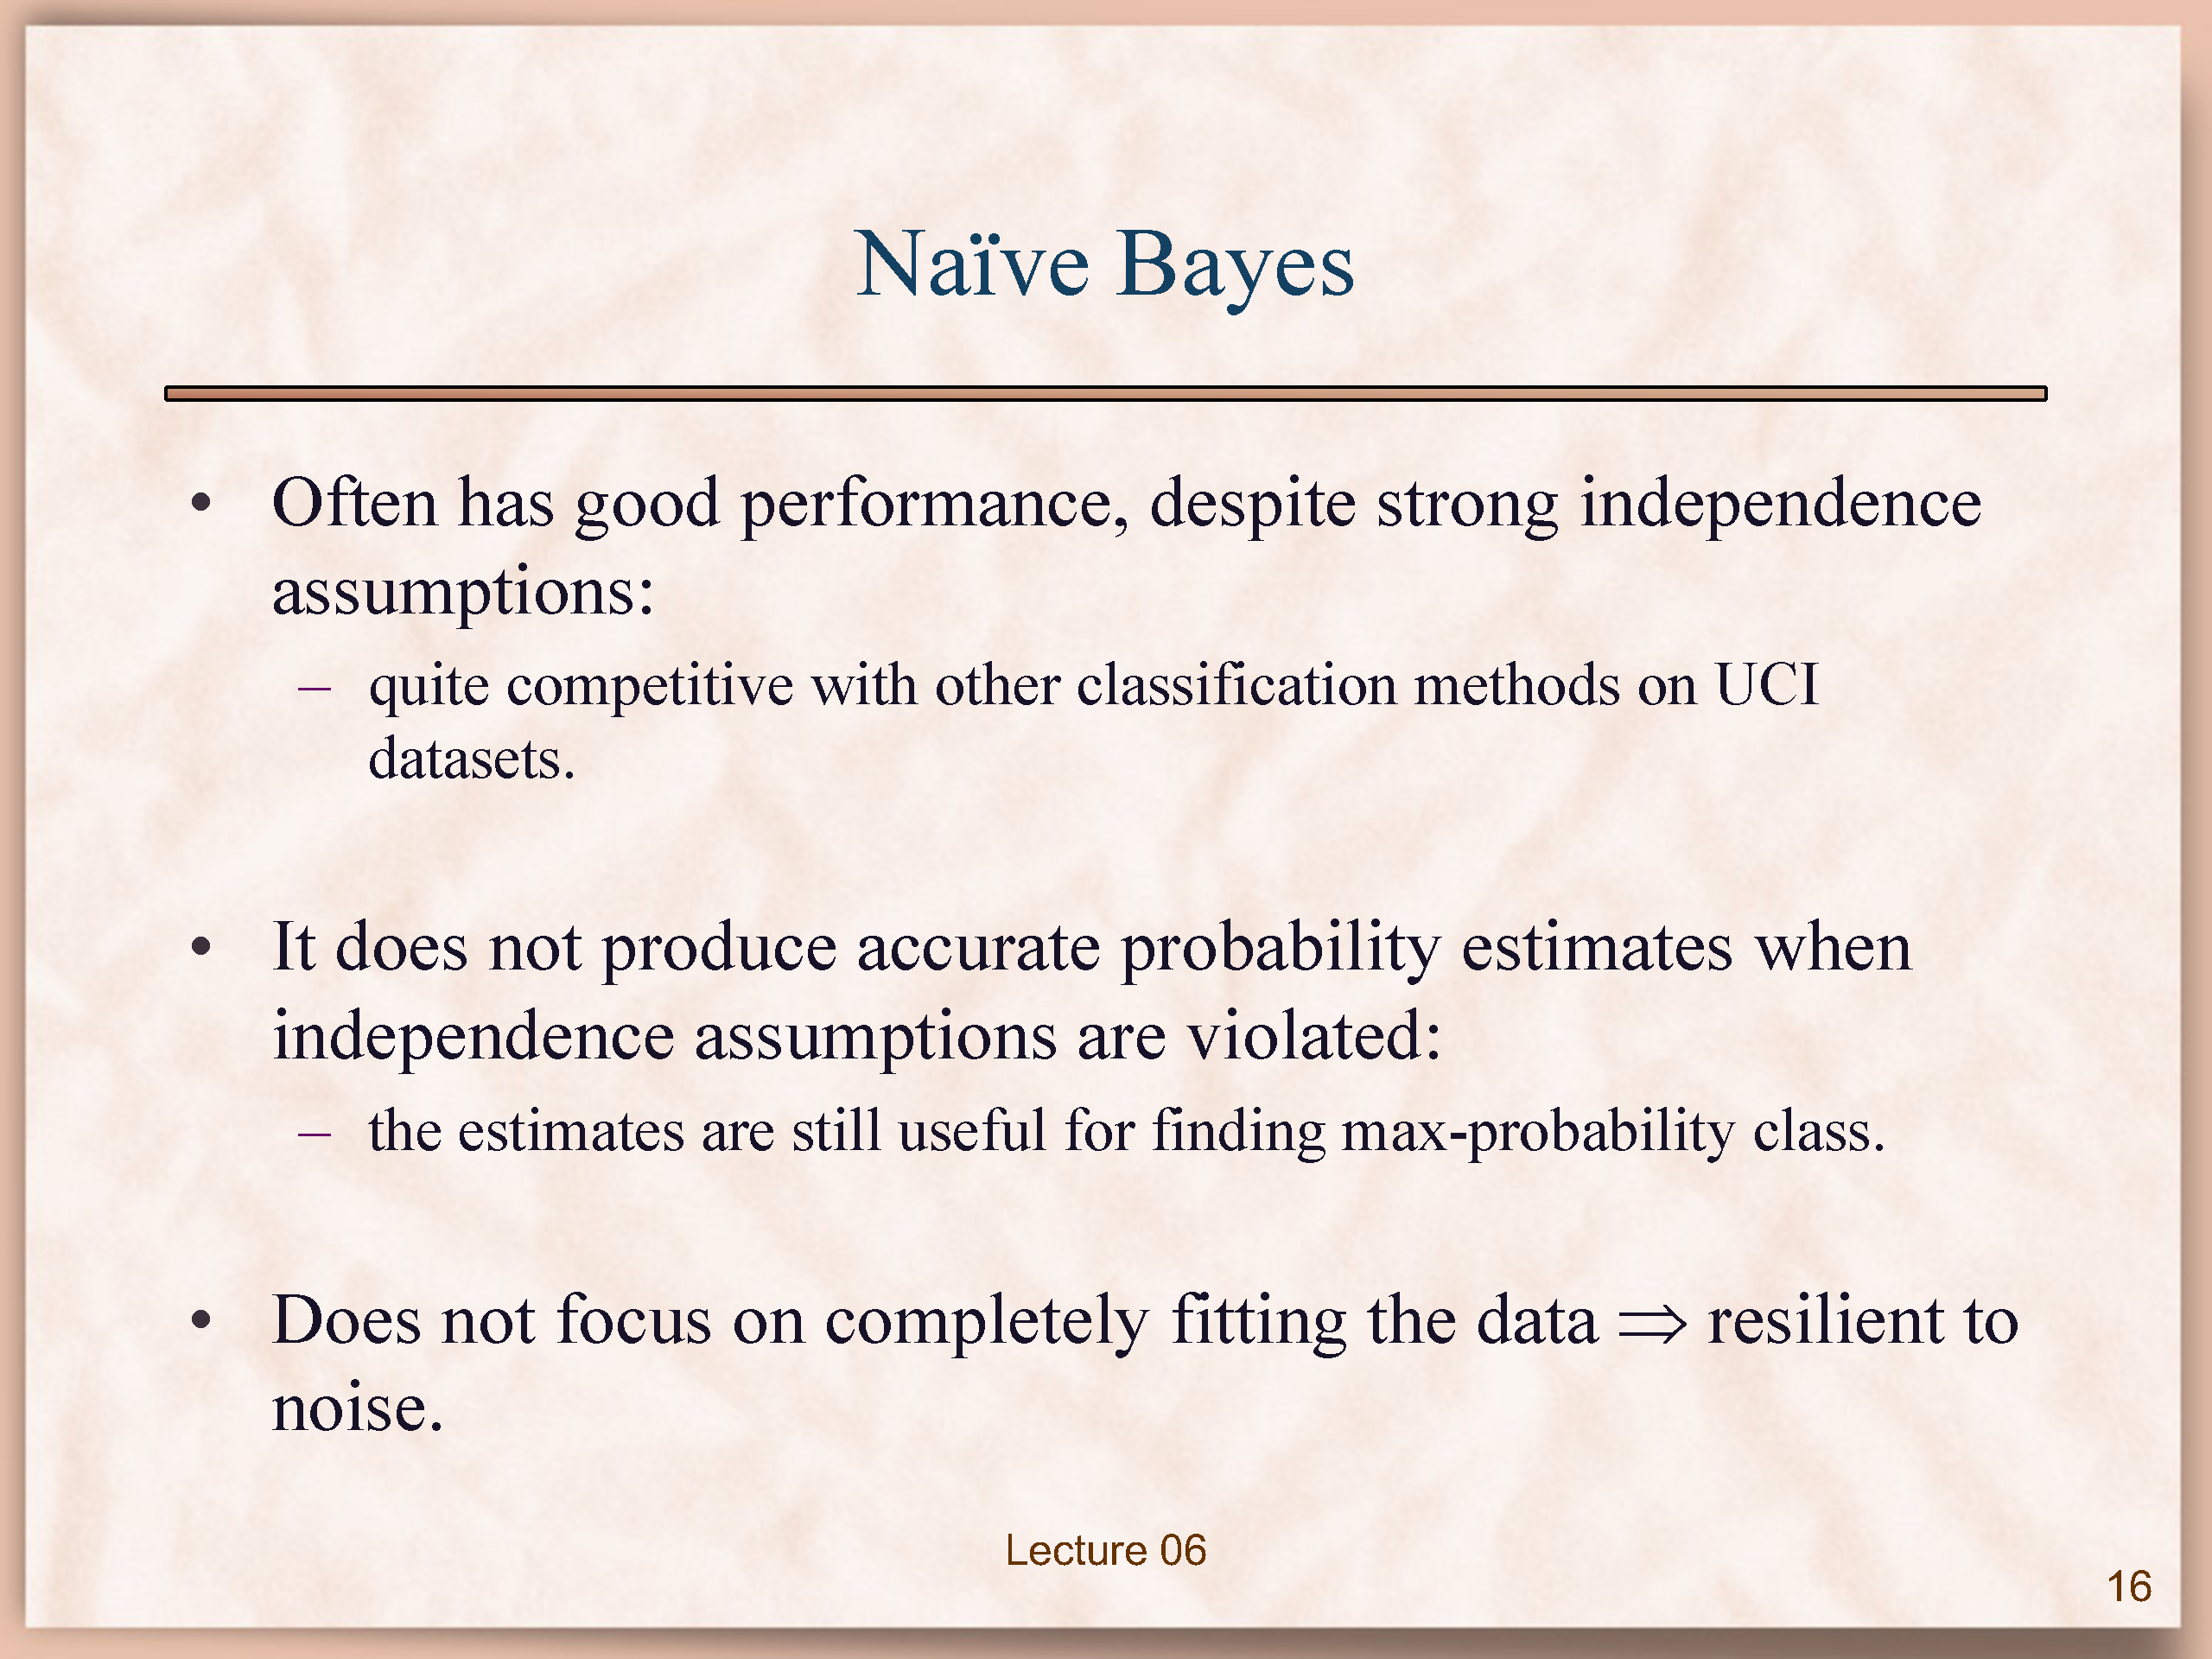 Naïve Bayes
• Often has good performance, despite strong independence
assumptions:
– quite competitive with other classification methods on UCI
datasets.
• It does not produce accurate probability estimates when
independence assumptions are violated:
– the estimates are still useful for finding max-probability class.
• Does not focus on completely fitting the data ⇒ resilient to
noise.
Lecture 06
16